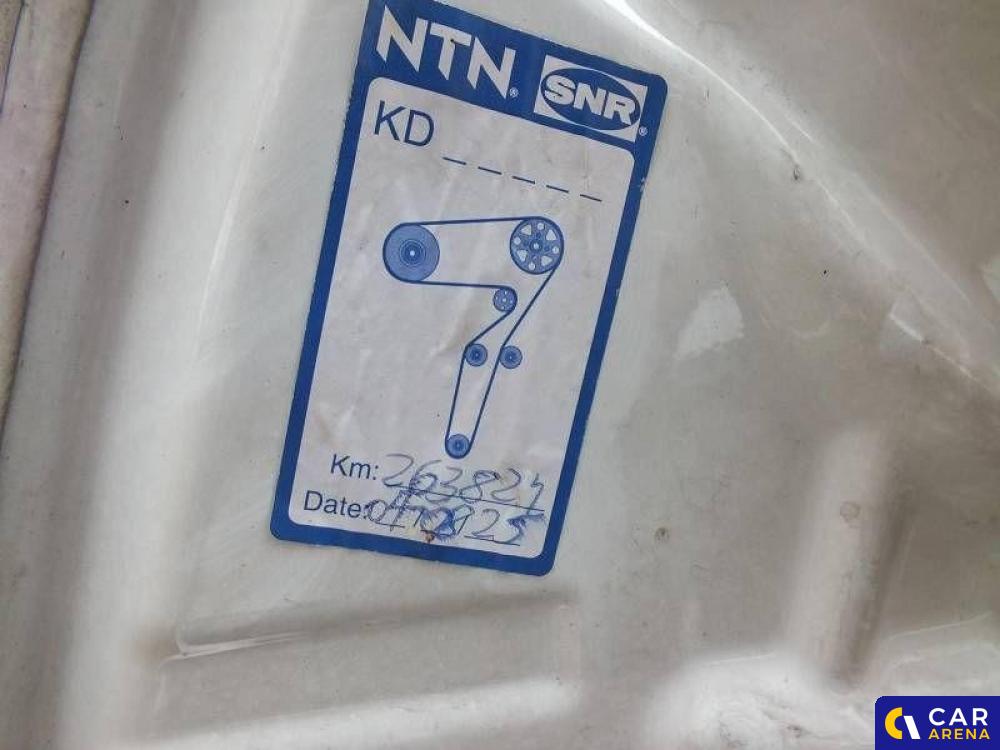 NTN® SNR®
KD _ _ _ _ _
Km: 263824
Date:
CAR
ARENA